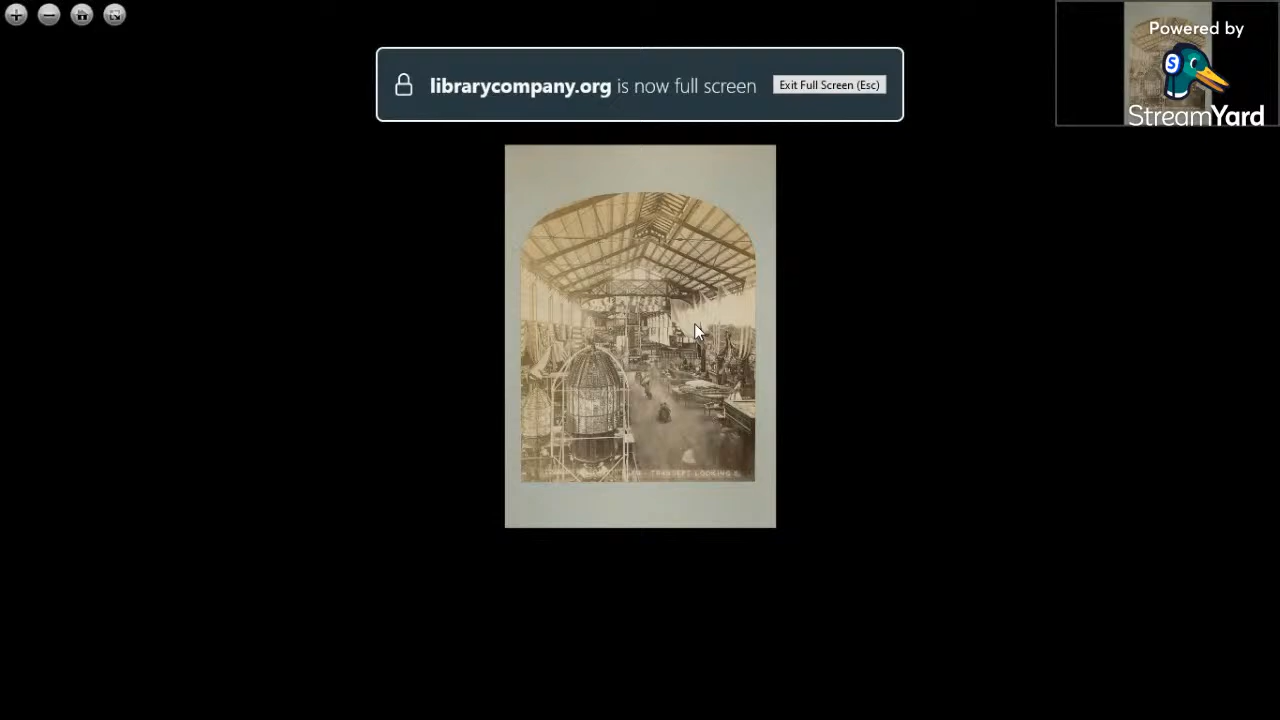 librarycompany.org is now full screen
Exit Full Screen (Esc)
Powered by
StreamYard
TRANSEPT LOOKING